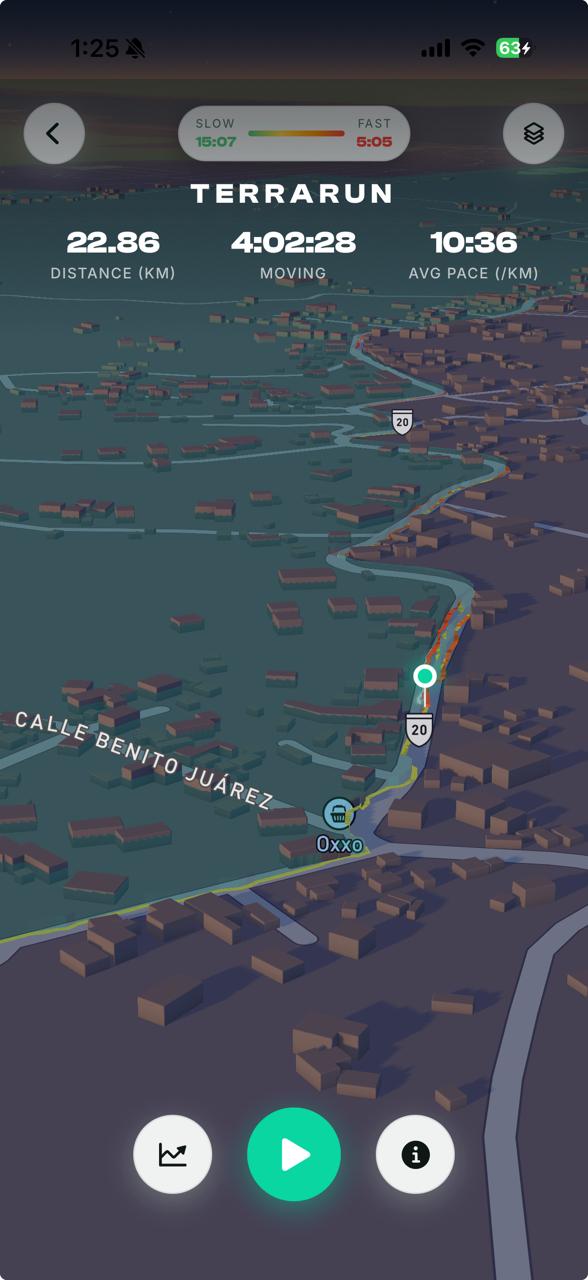 1:25
63
SLOW
FAST
15:07
5:05
TERRARUN
22.86
4:02:28
10:36
DISTANCE (KM)
MOVING
AVG PACE (/KM)
20
20
CALLE BENITO JUÁREZ
Oxxo